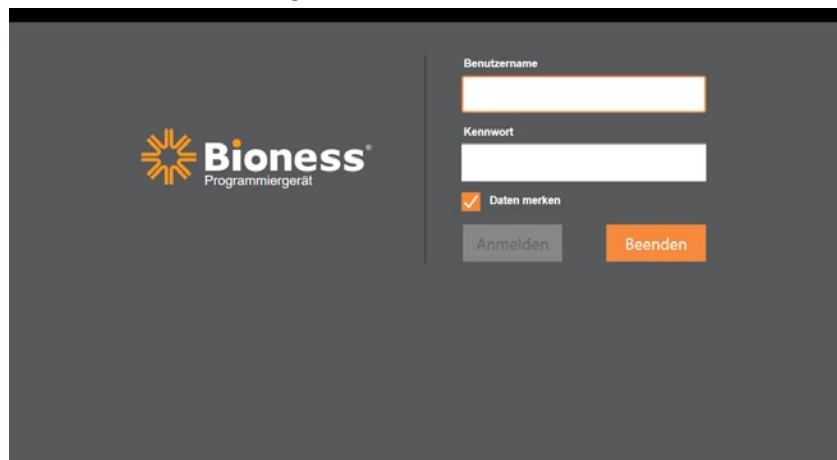 Bioness®
Programmiergerät
Benutzername
Kennwort
Daten merken
Anmelden
Beenden